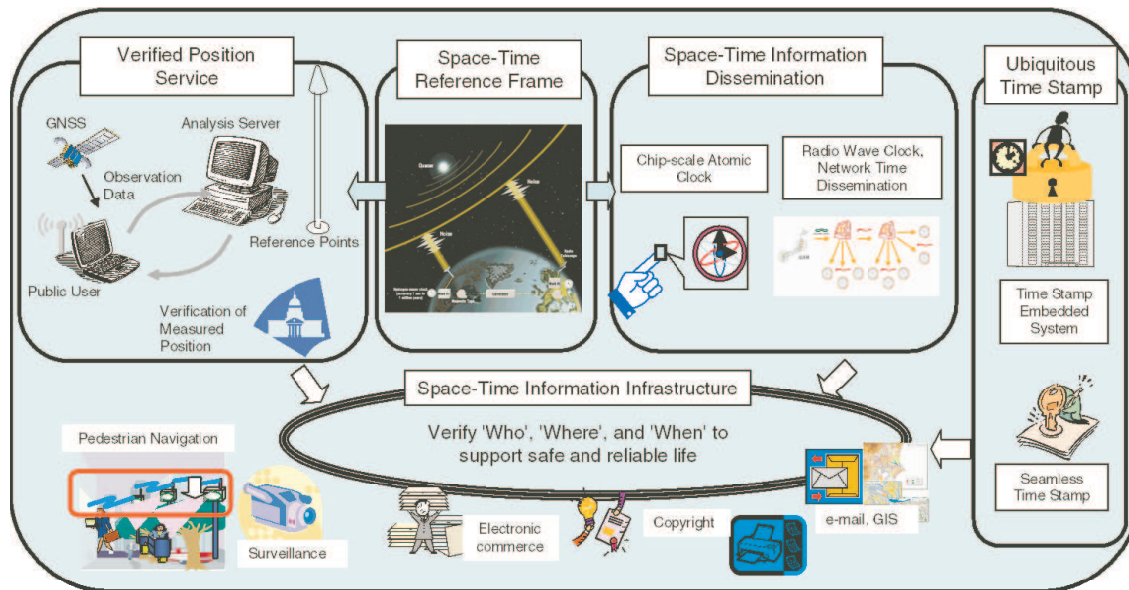 Verified Position
Service
GNSS
Analysis Server
Observation
Data
Reference Points
Public User
Verification of
Measured
Position
Space-Time
Reference Frame
Quasar
Noise
Noise
Space-Time Information
Dissemination
Chip-scale Atomic
Clock
Radio Wave Clock,
Network Time
Dissemination
Ubiquitous
Time Stamp
Time Stamp
Embedded
System
Seamless
Time Stamp
Space-Time Information Infrastructure
Verify 'Who', 'Where', and 'When' to
support safe and reliable life
Pedestrian Navigation
Surveillance
Electronic
commerce
Copyright
e-mail, GIS